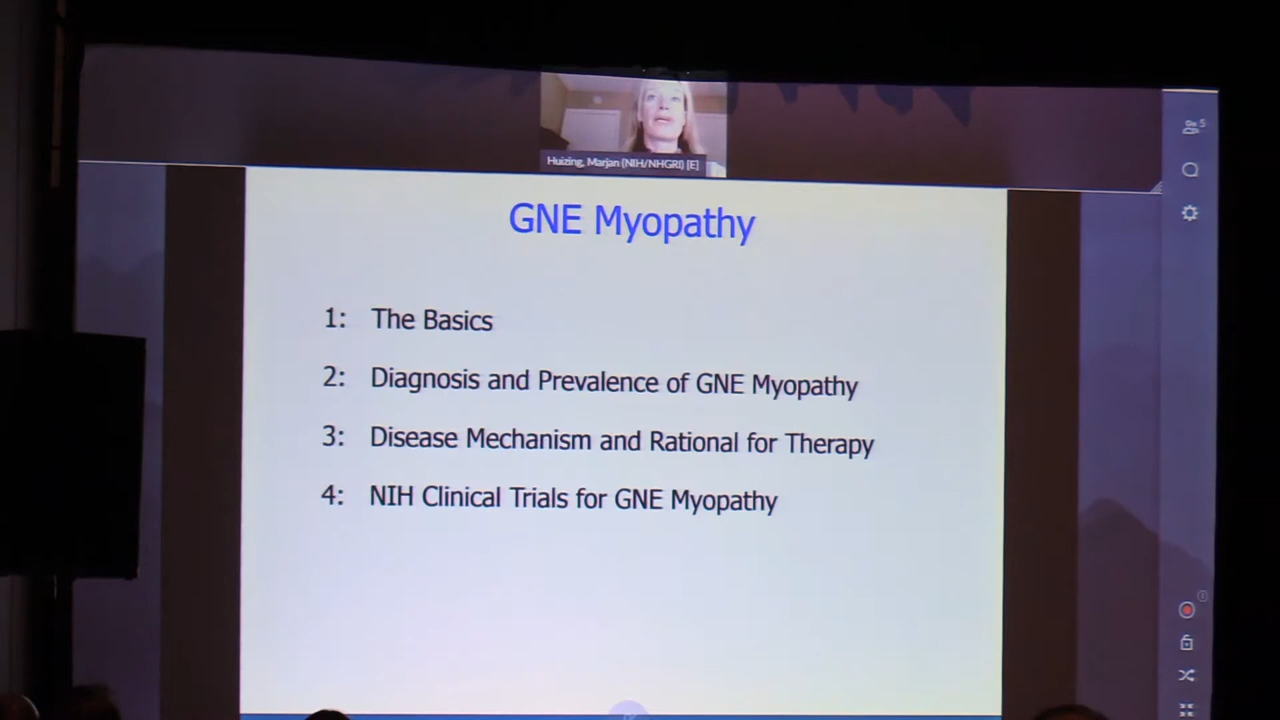 Huizing, Marjan (NIH/NHGRI) [E]
GNE Myopathy
1: The Basics
2: Diagnosis and Prevalence of GNE Myopathy
3: Disease Mechanism and Rational for Therapy
4: NIH Clinical Trials for GNE Myopathy
5